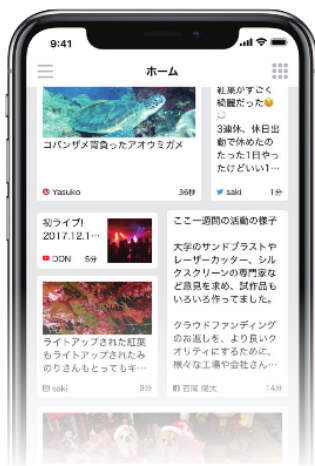 9:41
ホーム
コバンザメ背負ったアオウミガメ
Yasuko 36秒
紅葉がすごく
綺麗だった
3連休、休日出
勤で休めたの
たった1日やっ
たけどいい1…
saki 1分
初ライブ!
2017.12.1…
DON 5分
ライトアップされた紅葉
もライトアップされたみ
のりさんもとってもキ…
saki 9分
ここ一週間の活動の様子
大学のサンドブラストや
レーザーカッター、シル
クスクリーンの専門家な
ど意見を求め、試作品も
いろいろ作ってました。
クラウドファンディング
のお返しを、より良いク
オリティにするために、
様々な工場や会社さん…
百岡 陽太 14分